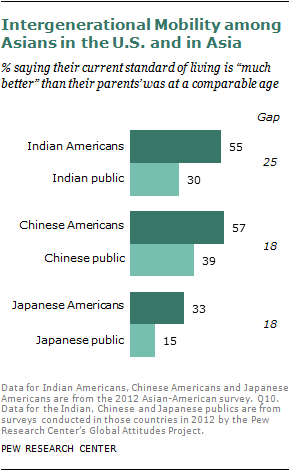 Intergenerational Mobility among
Asians in the U.S. and in Asia
% saying their current standard of living is “much
better” than their parents’ was at a comparable age
Gap
Indian Americans 55
25
Indian public 30
Chinese Americans 57
18
Chinese public 39
Japanese Americans 33
18
Japanese public 15
Data for Indian Americans, Chinese Americans and Japanese
Americans are from the 2012 Asian-American survey. Q10.
Data for the Indian, Chinese and Japanese publics are from
surveys conducted in those countries in 2012 by the Pew
Research Center’s Global Attitudes Project.
PEW RESEARCH CENTER